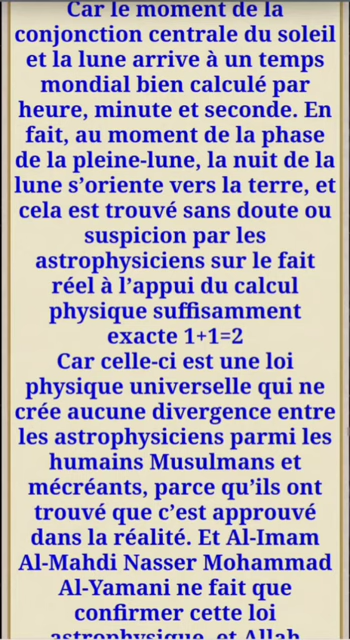 Car le moment de la
conjonction centrale du soleil
et la lune arrive à un temps
mondial bien calculé par
heure, minute et seconde. En
fait, au moment de la phase
de la pleine-lune, la nuit de la
lune s’oriente vers la terre, et
cela est trouvé sans doute ou
suspicion par les
astrophysiciens sur le fait
réel à l’appui du calcul
physique suffisamment
exacte 1+1=2
Car celle-ci est une loi
physique universelle qui ne
crée aucune divergence entre
les astrophysiciens parmi les
humains Musulmans et
mécréants, parce qu’ils ont
trouvé que c’est approuvé
dans la réalité. Et Al-Imam
Al-Mahdi Nasser Mohammad
Al-Yamani ne fait que
confirmer cette loi
astrophysique, et Allah